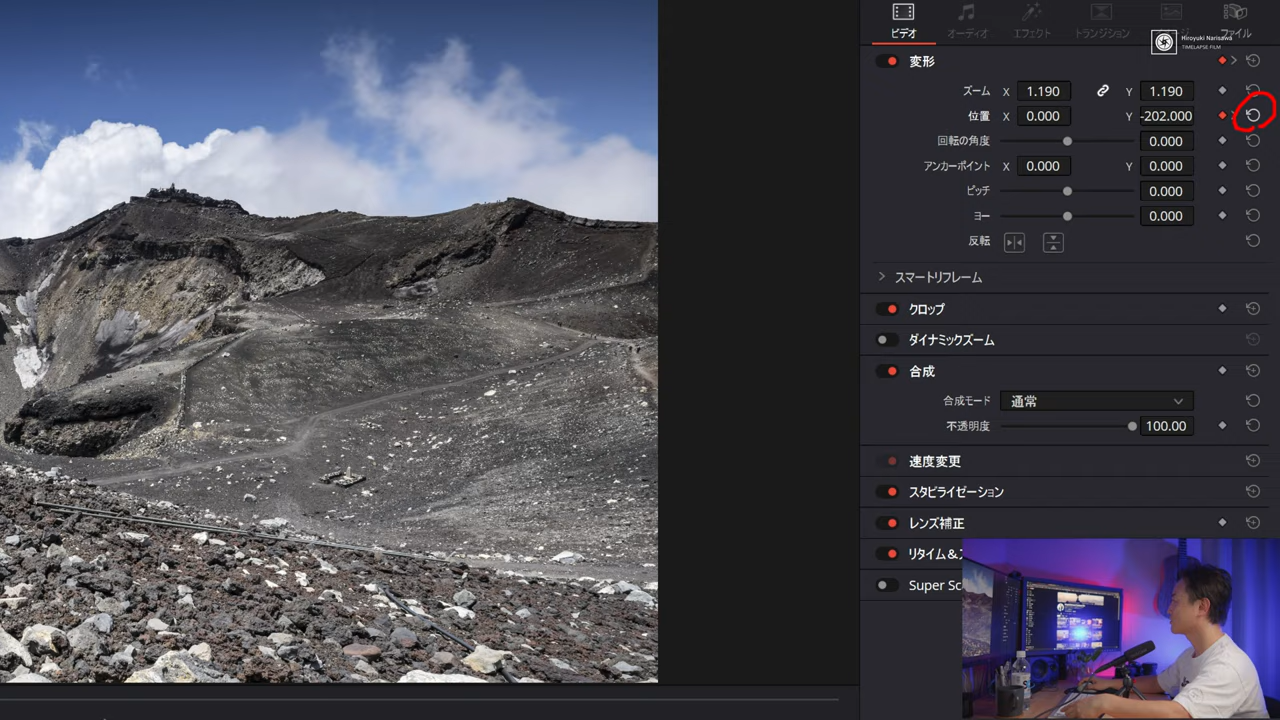 ビデオ オーディオ エフェクト トランジション ファイル
Hiroyuki Narisawa
TIMELAPSE FILM
変形
ズーム X 1.190 Y 1.190
位置 X 0.000 Y -202.000
回転の角度 0.000
アンカーポイント X 0.000 Y 0.000
ピッチ 0.000
ヨー 0.000
反転
スマートリフレーム
クロップ
ダイナミックズーム
合成
合成モード 通常
不透明度 100.00
速度変更
スタビライゼーション
レンズ補正
リタイム&
Super Sc